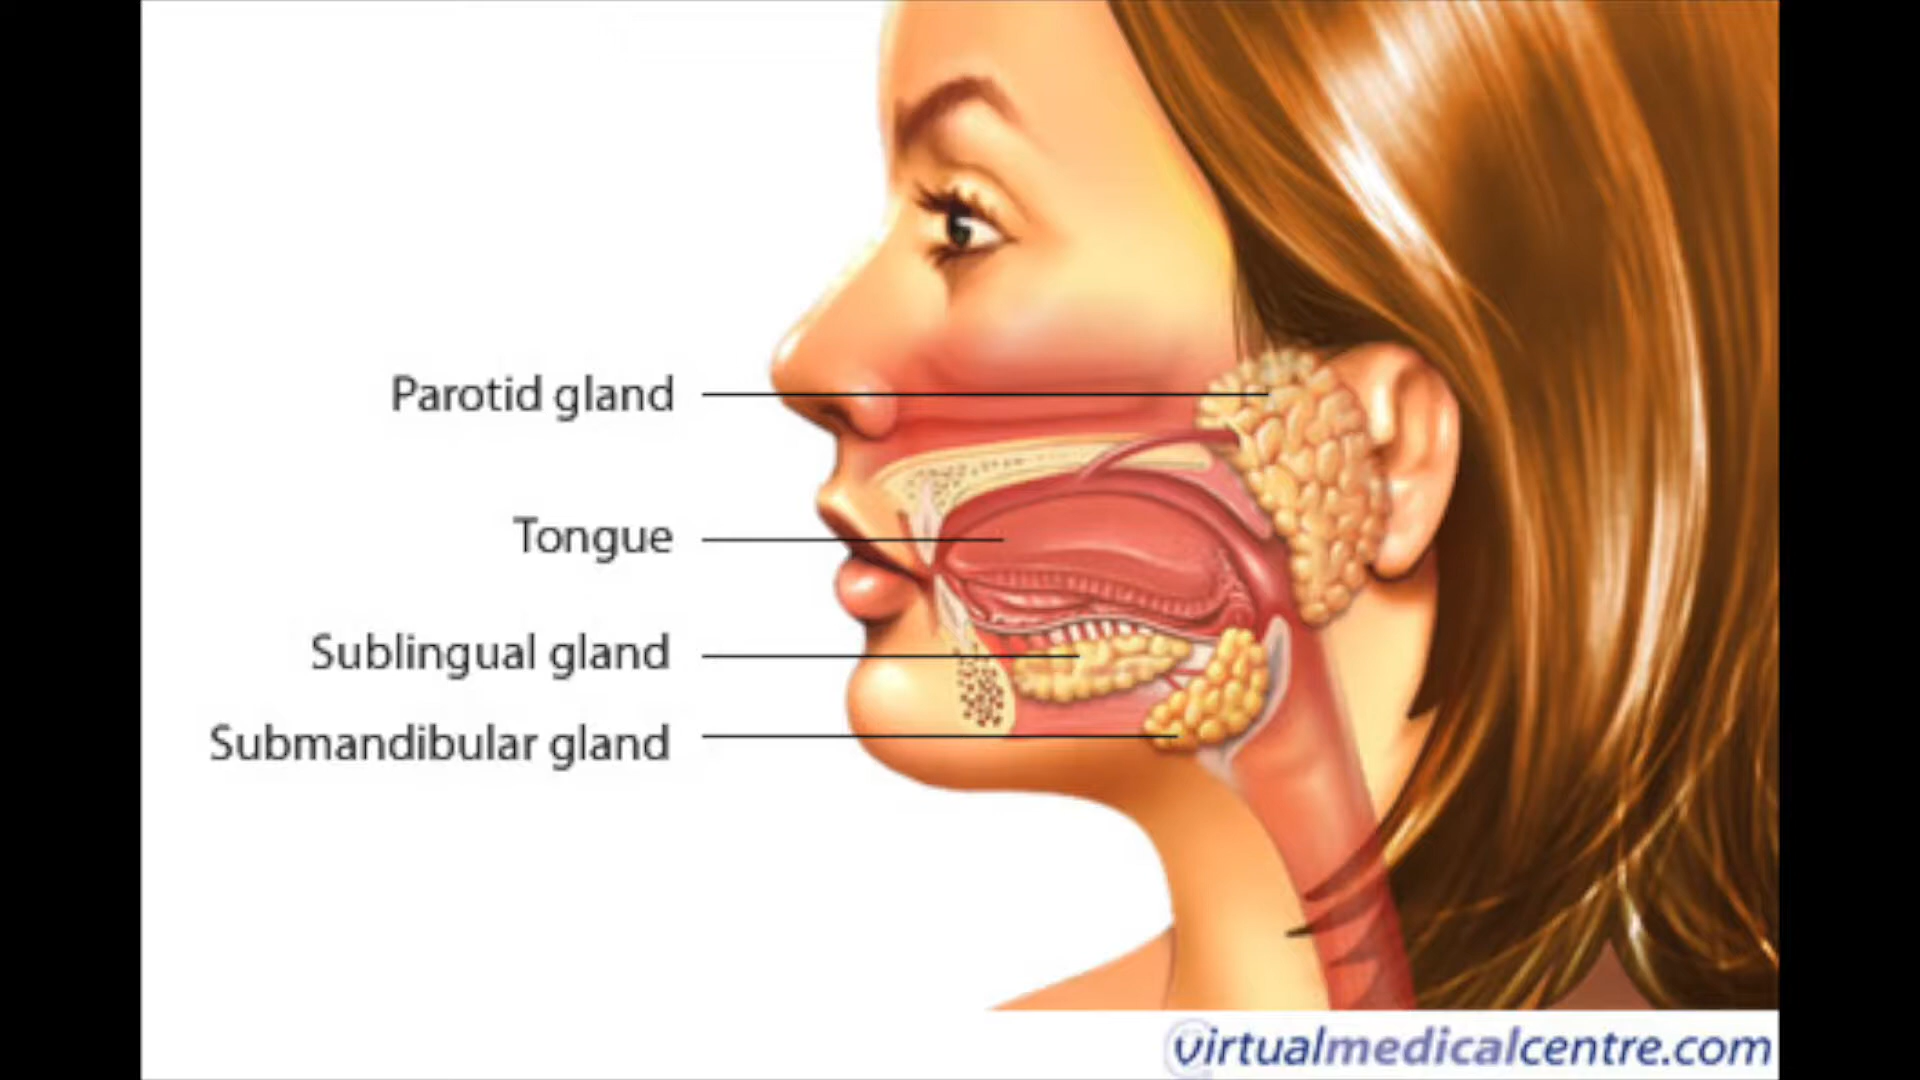 Parotid gland
Tongue
Sublingual gland
Submandibular gland
virtualmedicalcentre.com